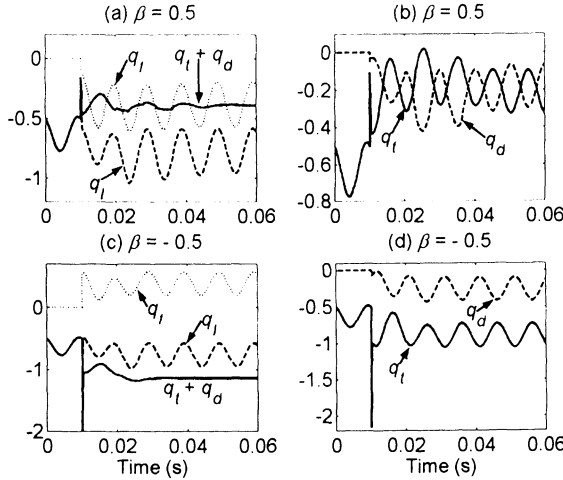 (a) β = 0.5
0
-0.5
-1
0 0.02 0.04 0.06
q_f
q_t + q_d
q_l
(b) β = 0.5
0
-0.2
-0.4
-0.6
-0.8
0 0.02 0.04 0.06
q_t
q_d
(c) β = - 0.5
0
-1
-2
0 0.02 0.04 0.06
Time (s)
q_f
q_l
q_t + q_d
(d) β = - 0.5
0
-0.5
-1
-1.5
-2
0 0.02 0.04 0.06
Time (s)
q_d
q_t